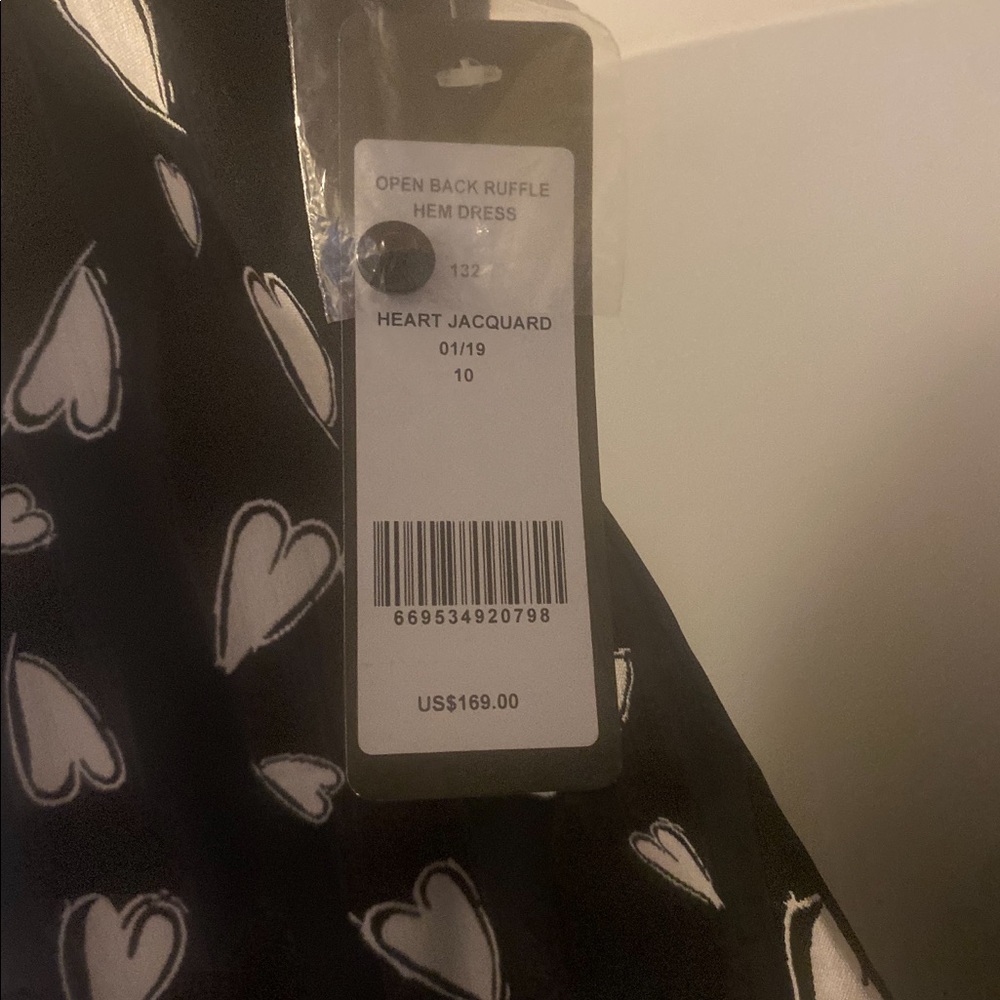 OPEN BACK RUFFLE
HEM DRESS
132
HEART JACQUARD
01/19
10
669534920798
US$169.00